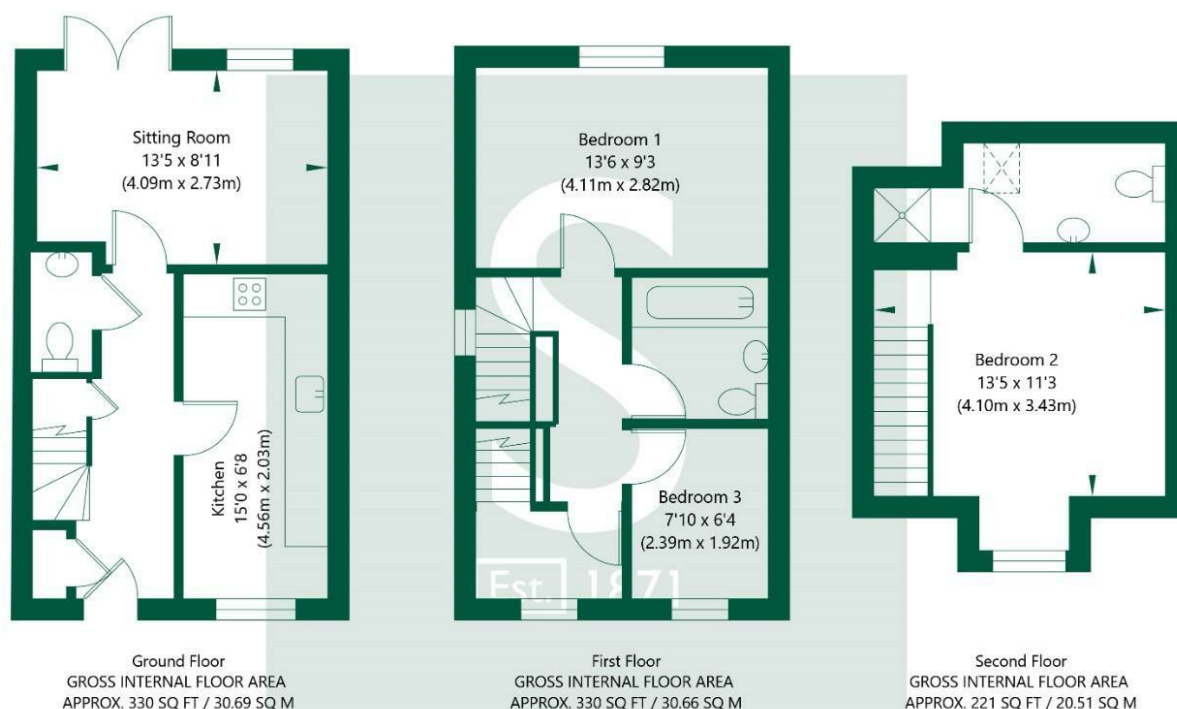 Sitting Room
13'5 x 8'11
(4.09m x 2.73m)
Kitchen
15'0 x 6'8
(4.56m x 2.03m)
Ground Floor
GROSS INTERNAL FLOOR AREA
APPROX. 330 SQ FT / 30.69 SQ M
Bedroom 1
13'6 x 9'3
(4.11m x 2.82m)
Bedroom 3
7'10 x 6'4
(2.39m x 1.92m)
S
Est. 1871
First Floor
GROSS INTERNAL FLOOR AREA
APPROX. 330 SQ FT / 30.66 SQ M
Bedroom 2
13'5 x 11'3
(4.10m x 3.43m)
Second Floor
GROSS INTERNAL FLOOR AREA
APPROX. 221 SQ FT / 20.51 SQ M